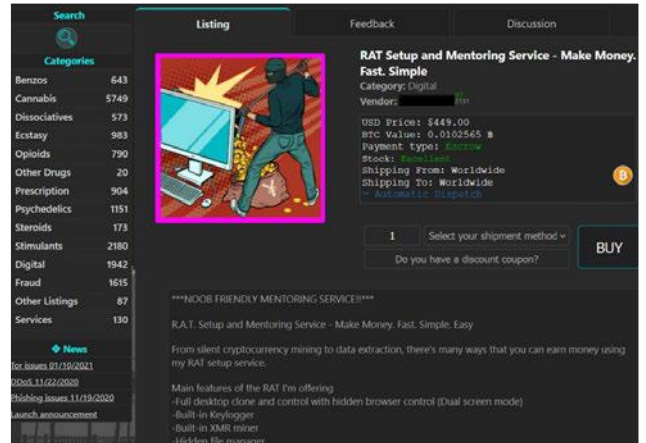 Search
Categories
Benzos 643
Cannabis 5749
Dissociatives 573
Ecstasy 983
Opioids 790
Other Drugs 20
Prescription 904
Psychedelics 1151
Steroids 173
Stimulants 2180
Digital 1942
Fraud 1615
Other Listings 87
Services 130
❖ News
Tor issues 01/10/2021
DDoS 11/22/2020
Phishing issues 11/19/2020
Launch announcement
Listing
Feedback
Discussion
RAT Setup and Mentoring Service - Make Money.
Fast. Simple
Category: Digital
Vendor:
USD Price: $449.00
BTC Value: 0.0102565 ฿
Payment type: Escrow
Stock: Excellent
Shipping From: Worldwide
Shipping To: Worldwide
Automatic Dispatch
1
Select your shipment method
Do you have a discount coupon?
BUY
***NOOB FRIENDLY MENTORING SERVICE!!***
R.A.T. Setup and Mentoring Service - Make Money. Fast. Simple. Easy
From silent cryptocurrency mining to data extraction, there's many ways that you can earn money using
my RAT setup service.
Main features of the RAT I'm offering
-Full desktop clone and control with hidden browser control (Dual screen mode)
-Built-in Keylogger
-Built-in XMR miner
-Hidden file manager